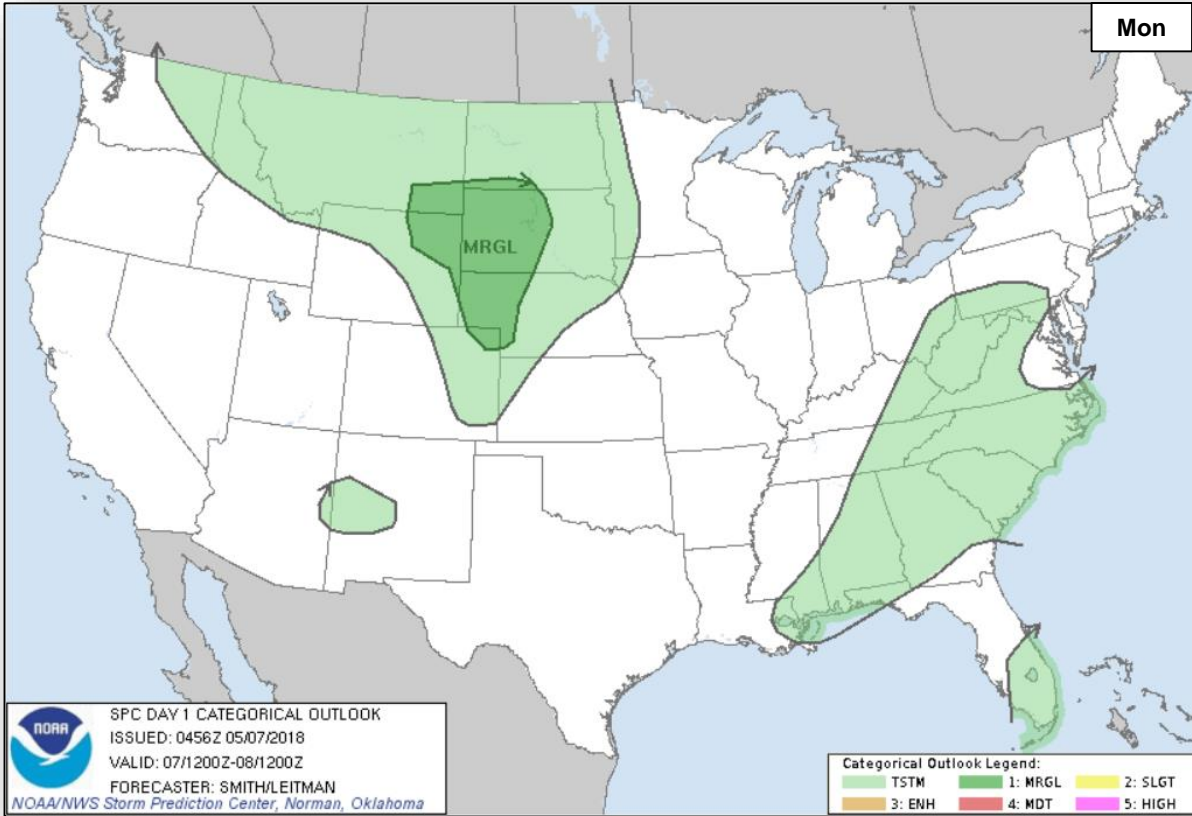 Mon
MRGL
NOAA
SPC DAY 1 CATEGORICAL OUTLOOK
ISSUED: 0456Z 05/07/2018
VALID: 07/1200Z-08/1200Z
FORECASTER: SMITH/LEITMAN
NOAA/NWS Storm Prediction Center, Norman, Oklahoma
Categorical Outlook Legend:
TSTM 1: MRGL 2: SLGT
3: ENH 4: MDT 5: HIGH